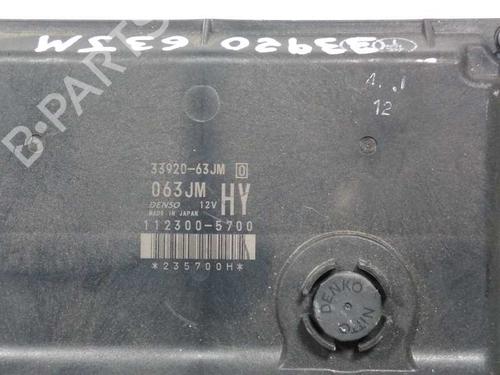 33920 63JM
4..1
12
33920-63JM D
063JM HY
DENSO 12V
MADE IN JAPAN
112300-5700
*235700H*
DENKO
NITTO
B-PARTS